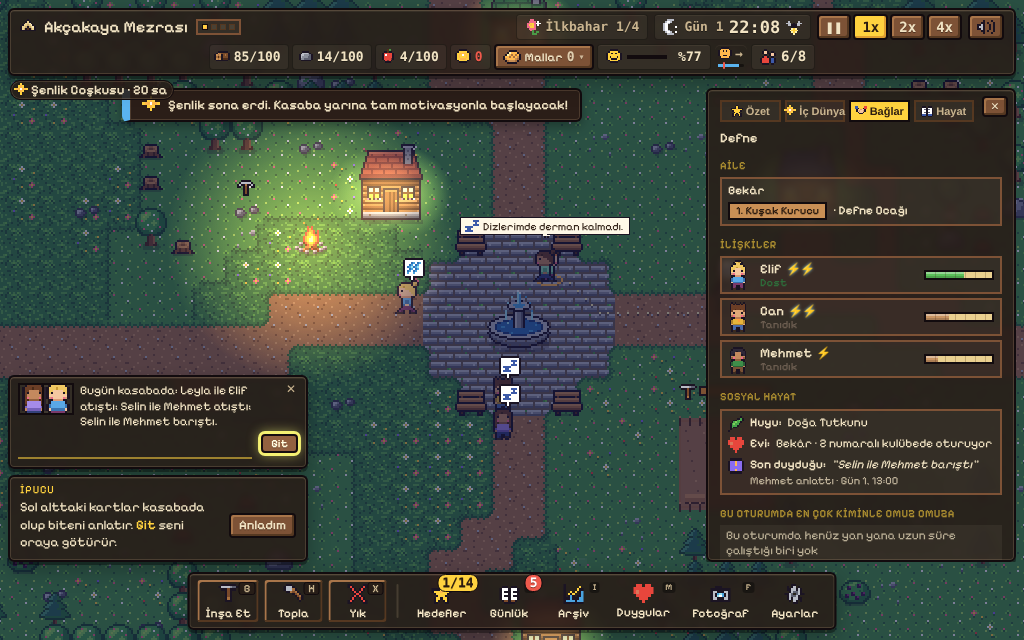 Akçakaya Mezrası
İlkbahar 1/4
Gün 1 22:08
1x
2x
4x
85/100
14/100
4/100
0
Mallar 0
%77
6/8
Şenlik Coşkusu · 20 sa
Şenlik sona erdi. Kasaba yarına tam motivasyonla başlayacak!
Özet
İç Dünya
Bağlar
Hayat
Defne
AİLE
Bekâr
1. Kuşak Kurucu · Defne Ocağı
İLİŞKİLER
Elif
Dost
Can
Tanıdık
Mehmet
Tanıdık
SOSYAL HAYAT
Huyu: Doğa Tutkunu
Evi: Bekâr · 2 numaralı kulübede oturuyor
Son duyduğu: "Selin ile Mehmet barıştı"
Mehmet anlattı · Gün 1, 13:00
BU OTURUMDA EN ÇOK KİMİNLE OMUZ OMUZA
Bu oturumda henüz yan yana uzun süre
çalıştığı biri yok
Dizlerimde derman kalmadı.
Bugün kasabada: Leyla ile Elif
atıştı; Selin ile Mehmet atıştı;
Selin ile Mehmet barıştı.
Git
İPUCU
Sol alttaki kartlar kasabada
olup biteni anlatır. Git seni
oraya götürür.
Anladım
İnşa Et
B
Topla
H
Yık
X
1/14
Hedefler
5
Günlük
Arşiv
I
Duygular
M
Fotoğraf
F
Ayarlar